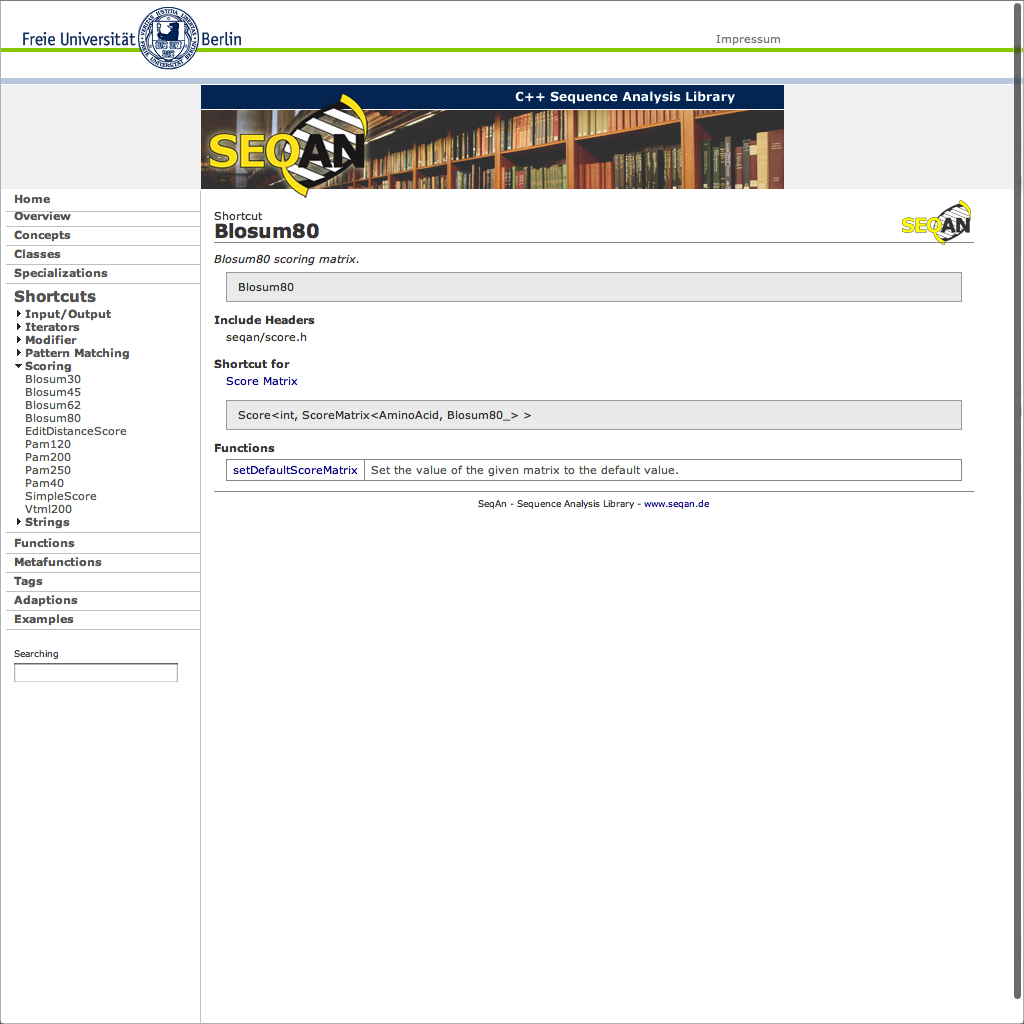 Freie Universität Berlin
Impressum
C++ Sequence Analysis Library
SEQAN
Home
Overview
Concepts
Classes
Specializations
Shortcuts
Input/Output
Iterators
Modifier
Pattern Matching
Scoring
Blosum30
Blosum45
Blosum62
Blosum80
EditDistanceScore
Pam120
Pam200
Pam250
Pam40
SimpleScore
Vtml200
Strings
Functions
Metafunctions
Tags
Adaptions
Examples
Searching
Shortcut
Blosum80
SEQAN
Blosum80 scoring matrix.
Blosum80
Include Headers
seqan/score.h
Shortcut for
Score Matrix
Score<int, ScoreMatrix<AminoAcid, Blosum80_> >
Functions
setDefaultScoreMatrix Set the value of the given matrix to the default value.
SeqAn - Sequence Analysis Library - www.seqan.de